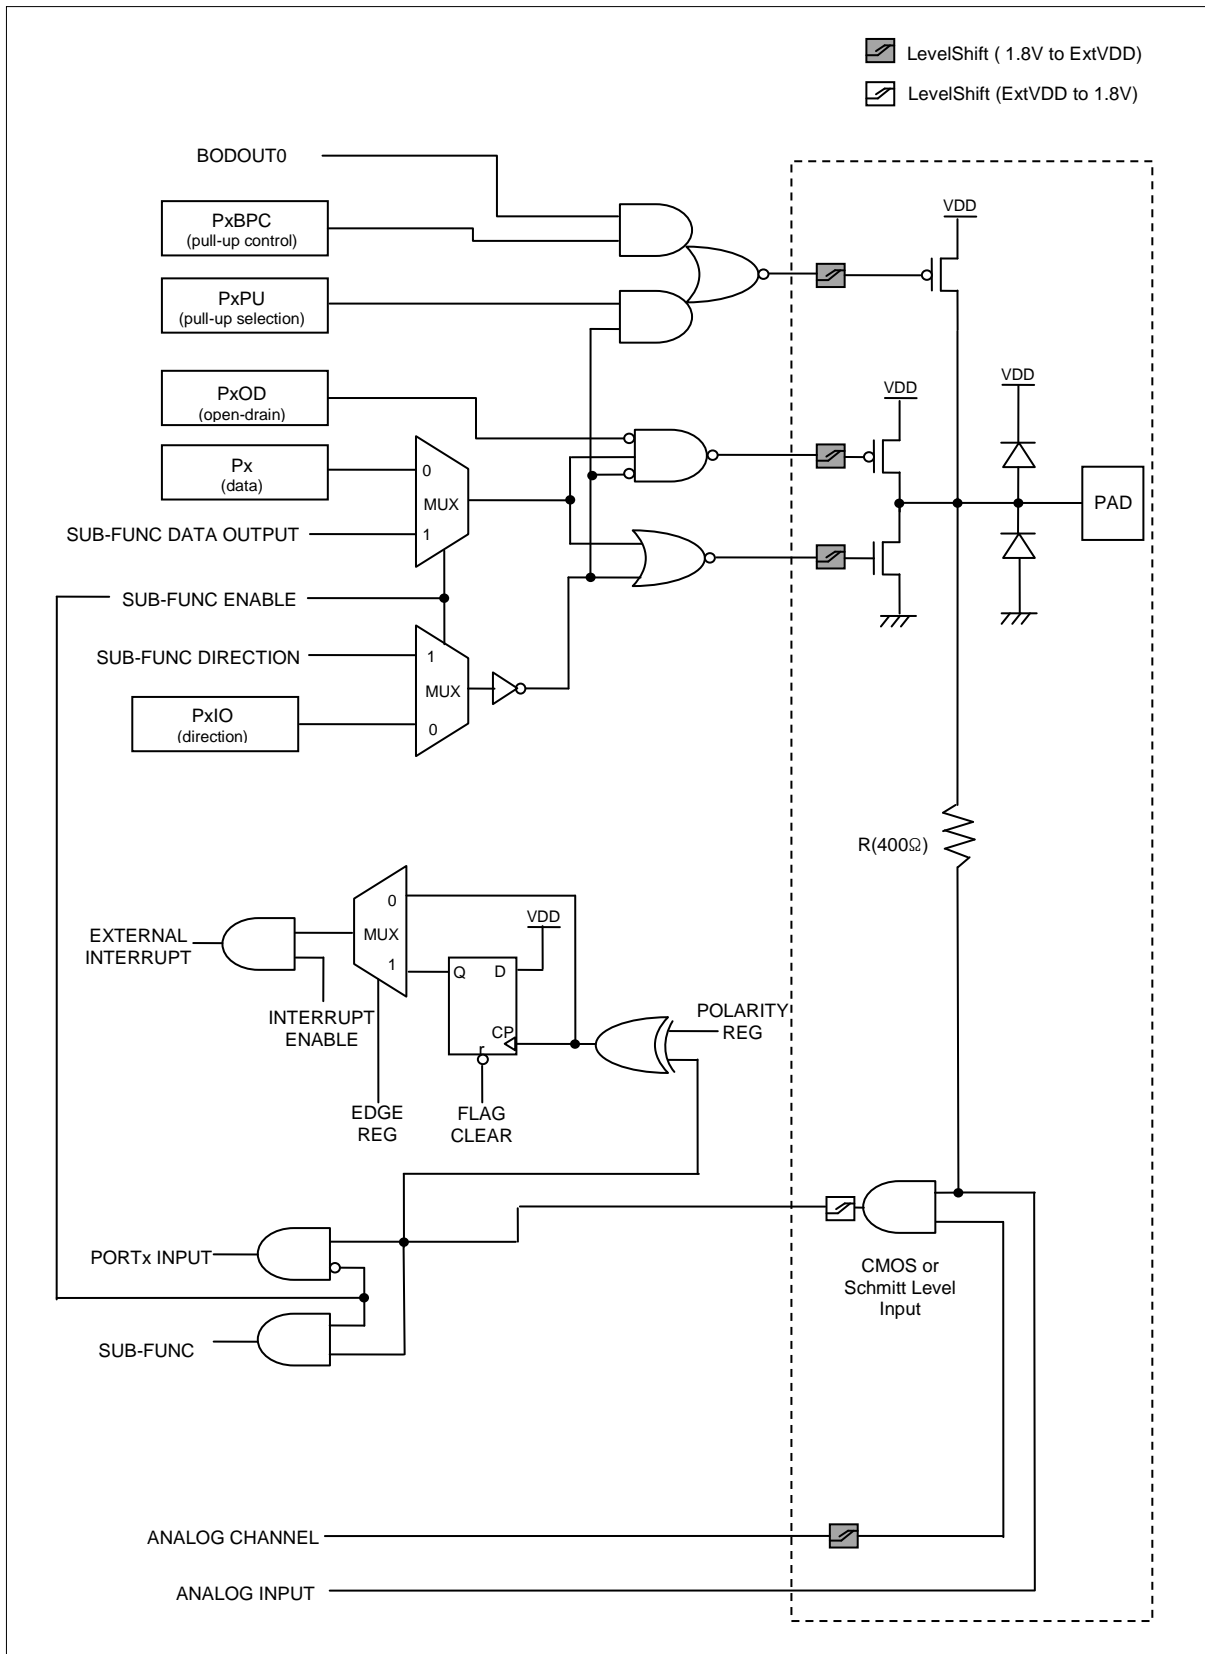 LevelShift ( 1.8V to ExtVDD)
LevelShift (ExtVDD to 1.8V)
BODOUT0
PxBPC
(pull-up control)
VDD
PxPU
(pull-up selection)
PxOD
(open-drain)
VDD
VDD
Px
(data)
0
MUX
1
PAD
SUB-FUNC DATA OUTPUT
SUB-FUNC ENABLE
SUB-FUNC DIRECTION
1
MUX
0
PxIO
(direction)
R(400Ω)
0
MUX
1
VDD
EXTERNAL
INTERRUPT
Q
D
CP
r
INTERRUPT
ENABLE
POLARITY
REG
EDGE
REG
FLAG
CLEAR
PORTx INPUT
CMOS or
Schmitt Level
Input
SUB-FUNC
ANALOG CHANNEL
ANALOG INPUT